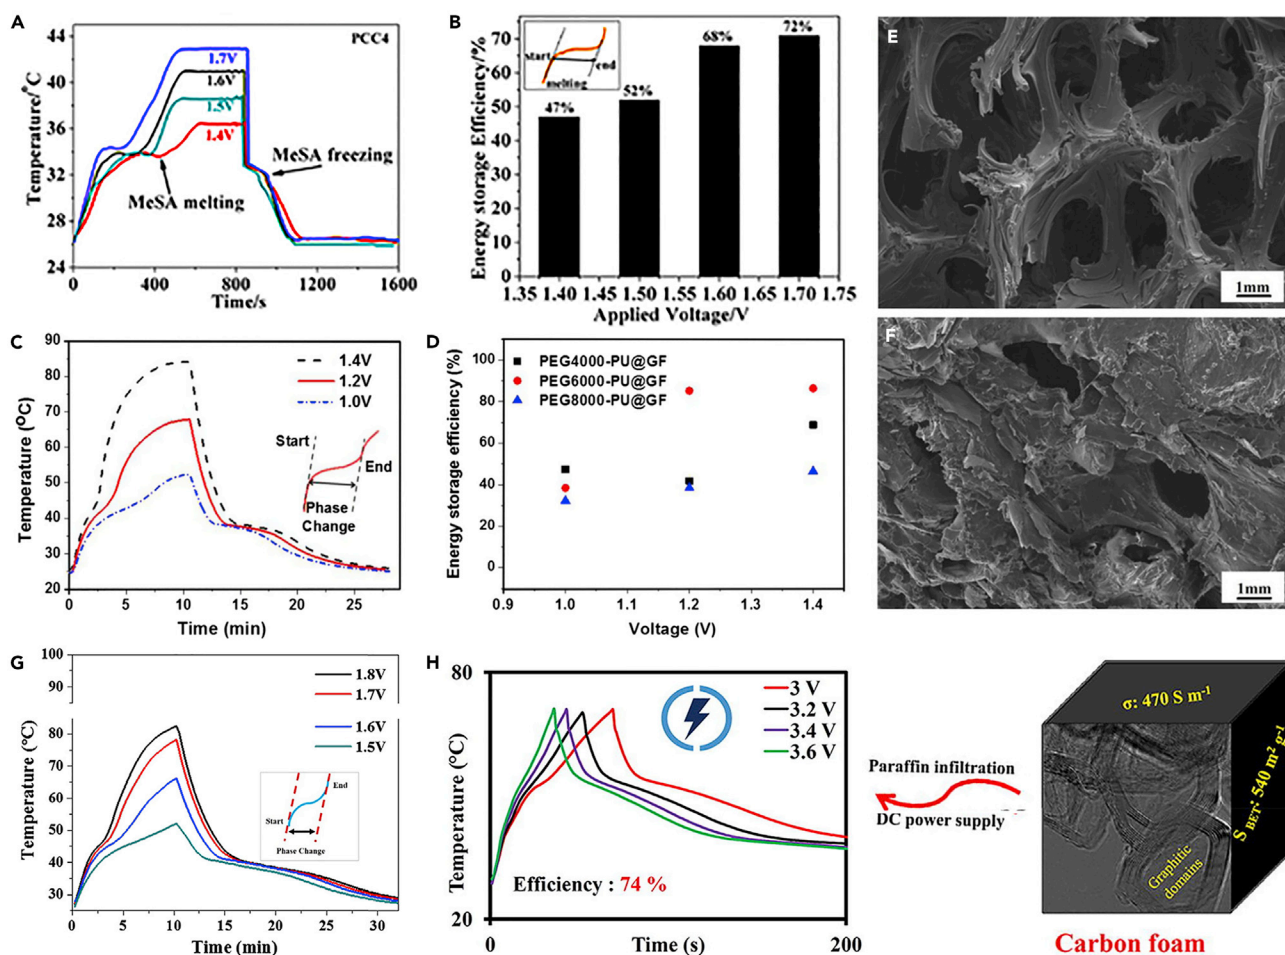 A
PCC4
44
40
36
32
28
24
Temperature/°C
1.7V
1.6V
1.5V
1.4V
MeSA freezing
MeSA melting
0 400 800 1200 1600
Time/s
B
70
60
50
40
30
20
10
0
Energy storage Efficiency/%
start
end
melting
47%
52%
68%
72%
1.35 1.40 1.45 1.50 1.55 1.60 1.65 1.70 1.75
Applied Voltage/V
E
1mm
C
90
80
70
60
50
40
30
20
Temperature (°C)
1.4V
1.2V
1.0V
Start
End
Phase
Change
0 5 10 15 20 25
Time (min)
D
100
80
60
40
20
0
Energy storage efficiency (%)
PEG4000-PU@GF
PEG6000-PU@GF
PEG8000-PU@GF
0.9 1.0 1.1 1.2 1.3 1.4
Voltage (V)
F
1mm
G
100
90
80
70
60
50
40
30
Temperature (°C)
1.8V
1.7V
1.6V
1.5V
End
Start
Phase Change
0 5 10 15 20 25 30
Time (min)
H
80
20
Temperature (°C)
3 V
3.2 V
3.4 V
3.6 V
Efficiency : 74 %
0 200
Time (s)
Paraffin infiltration
DC power supply
σ: 470 S m⁻¹
S BET: 540 m² g⁻¹
Graphitic
domains
Carbon foam